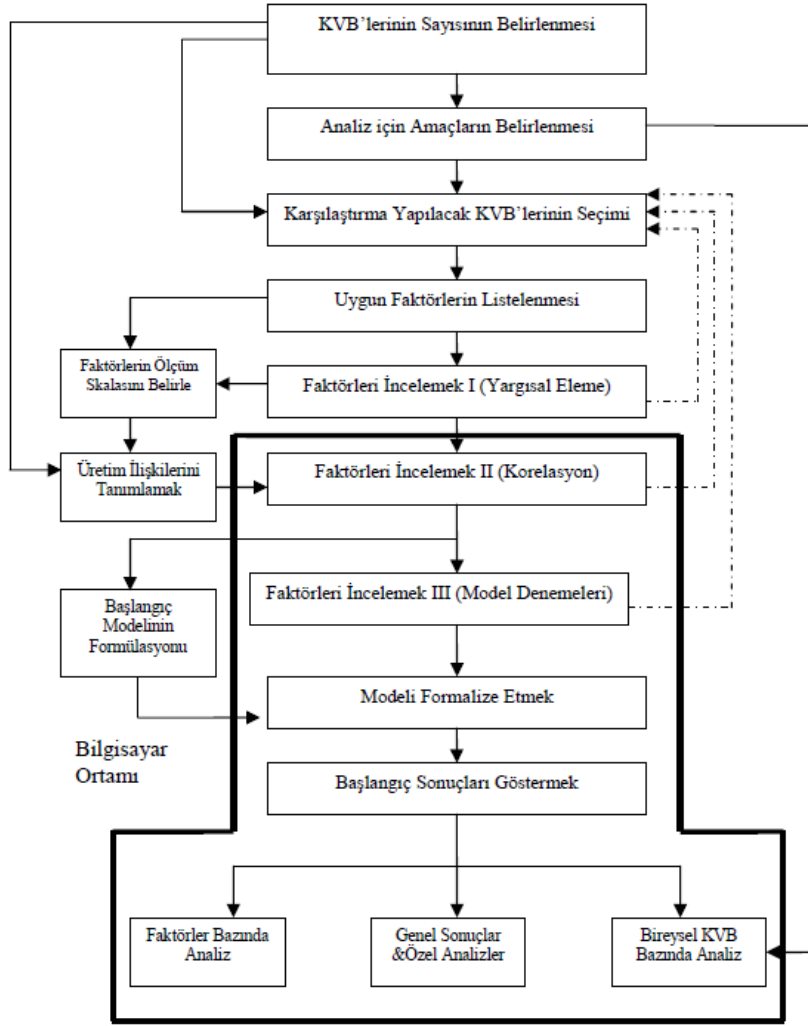 KVB'lerinin Sayısının Belirlenmesi
Analiz için Amaçların Belirlenmesi
Karşılaştırma Yapılacak KVB'lerinin Seçimi
Uygun Faktörlerin Listelenmesi
Faktörlerin Ölçüm
Skalasını Belirle
Faktörleri İncelemek I (Yargısal Eleme)
Üretim İlişkilerini
Tanımlamak
Faktörleri İncelemek II (Korelasyon)
Faktörleri İncelemek III (Model Denemeleri)
Başlangıç
Modelinin
Formülasyonu
Modeli Formalize Etmek
Bilgisayar
Ortamı
Başlangıç Sonuçları Göstermek
Faktörler Bazında
Analiz
Genel Sonuçlar
&Özel Analizler
Bireysel KVB
Bazında Analiz